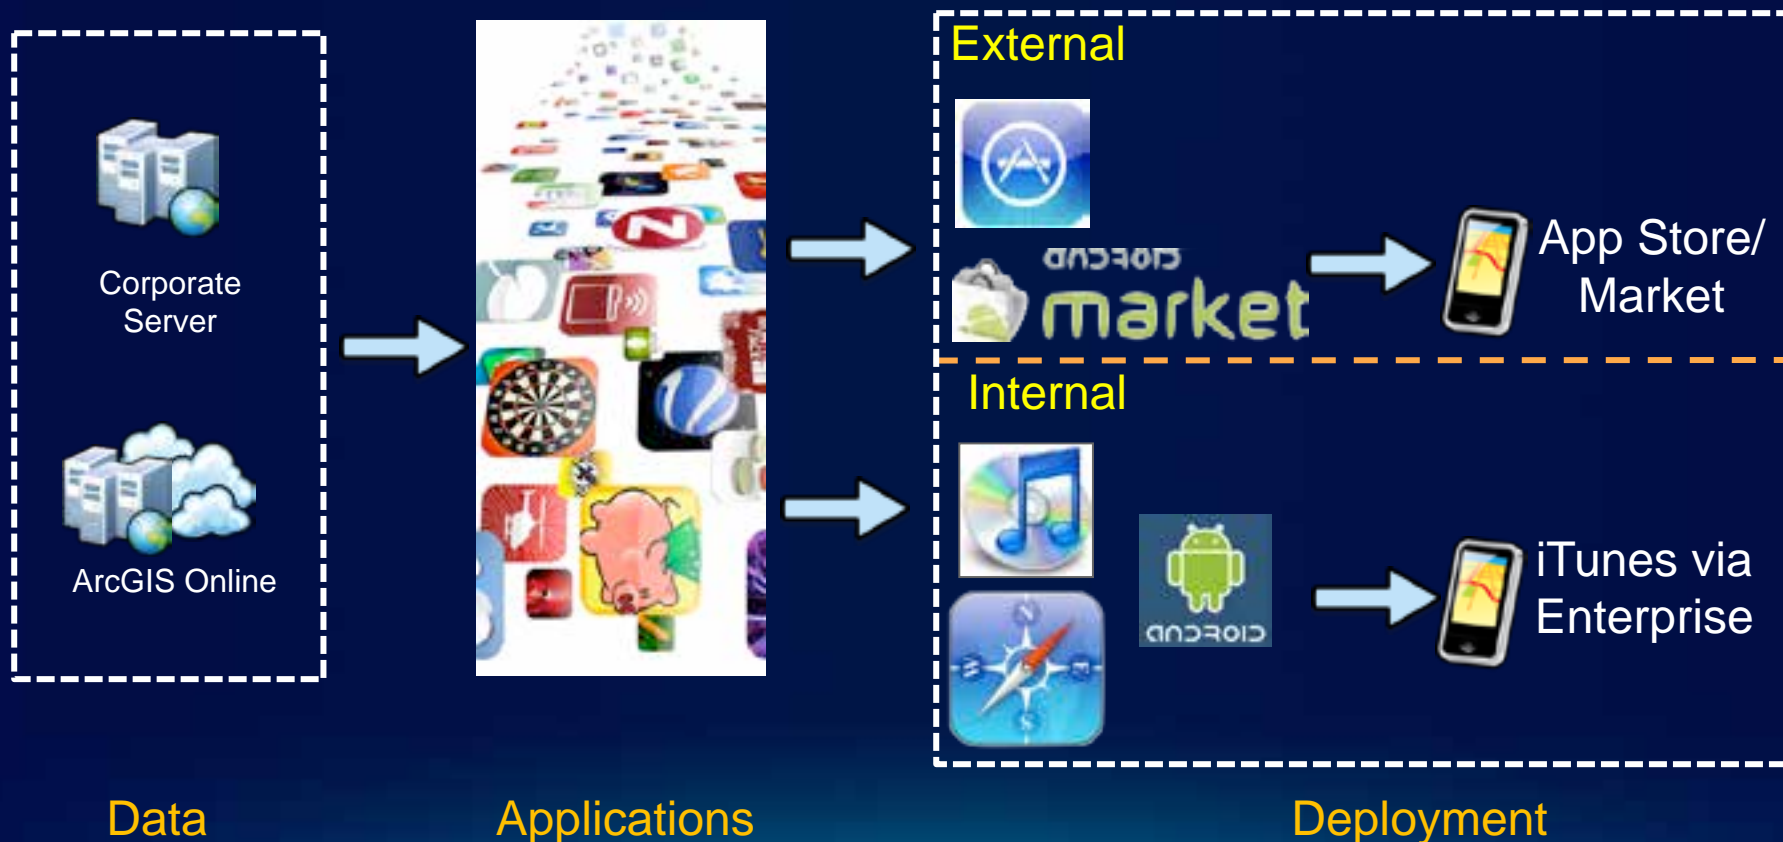 Corporate
Server
ArcGIS Online
External
ANDROID
market
App Store/
Market
Internal
N
W
E
S
ANDROID
iTunes via
Enterprise
Data
Applications
Deployment